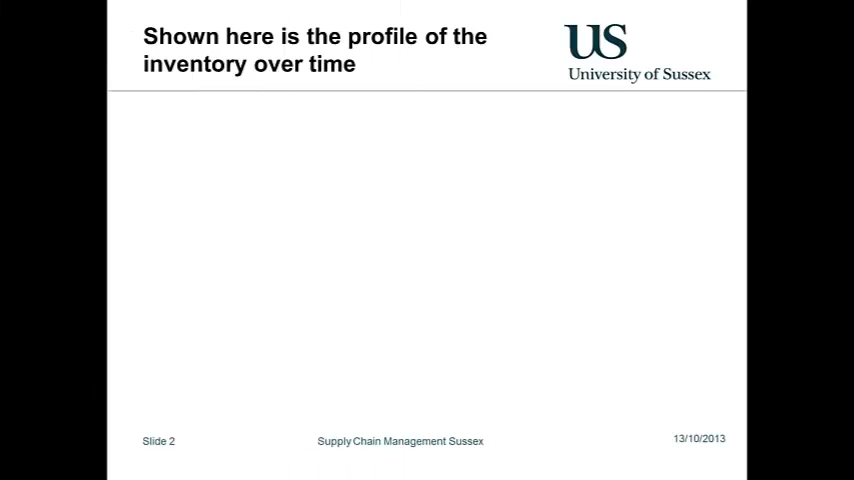 Shown here is the profile of the
inventory over time
US
University of Sussex
Slide 2
Supply Chain Management Sussex
13/10/2013